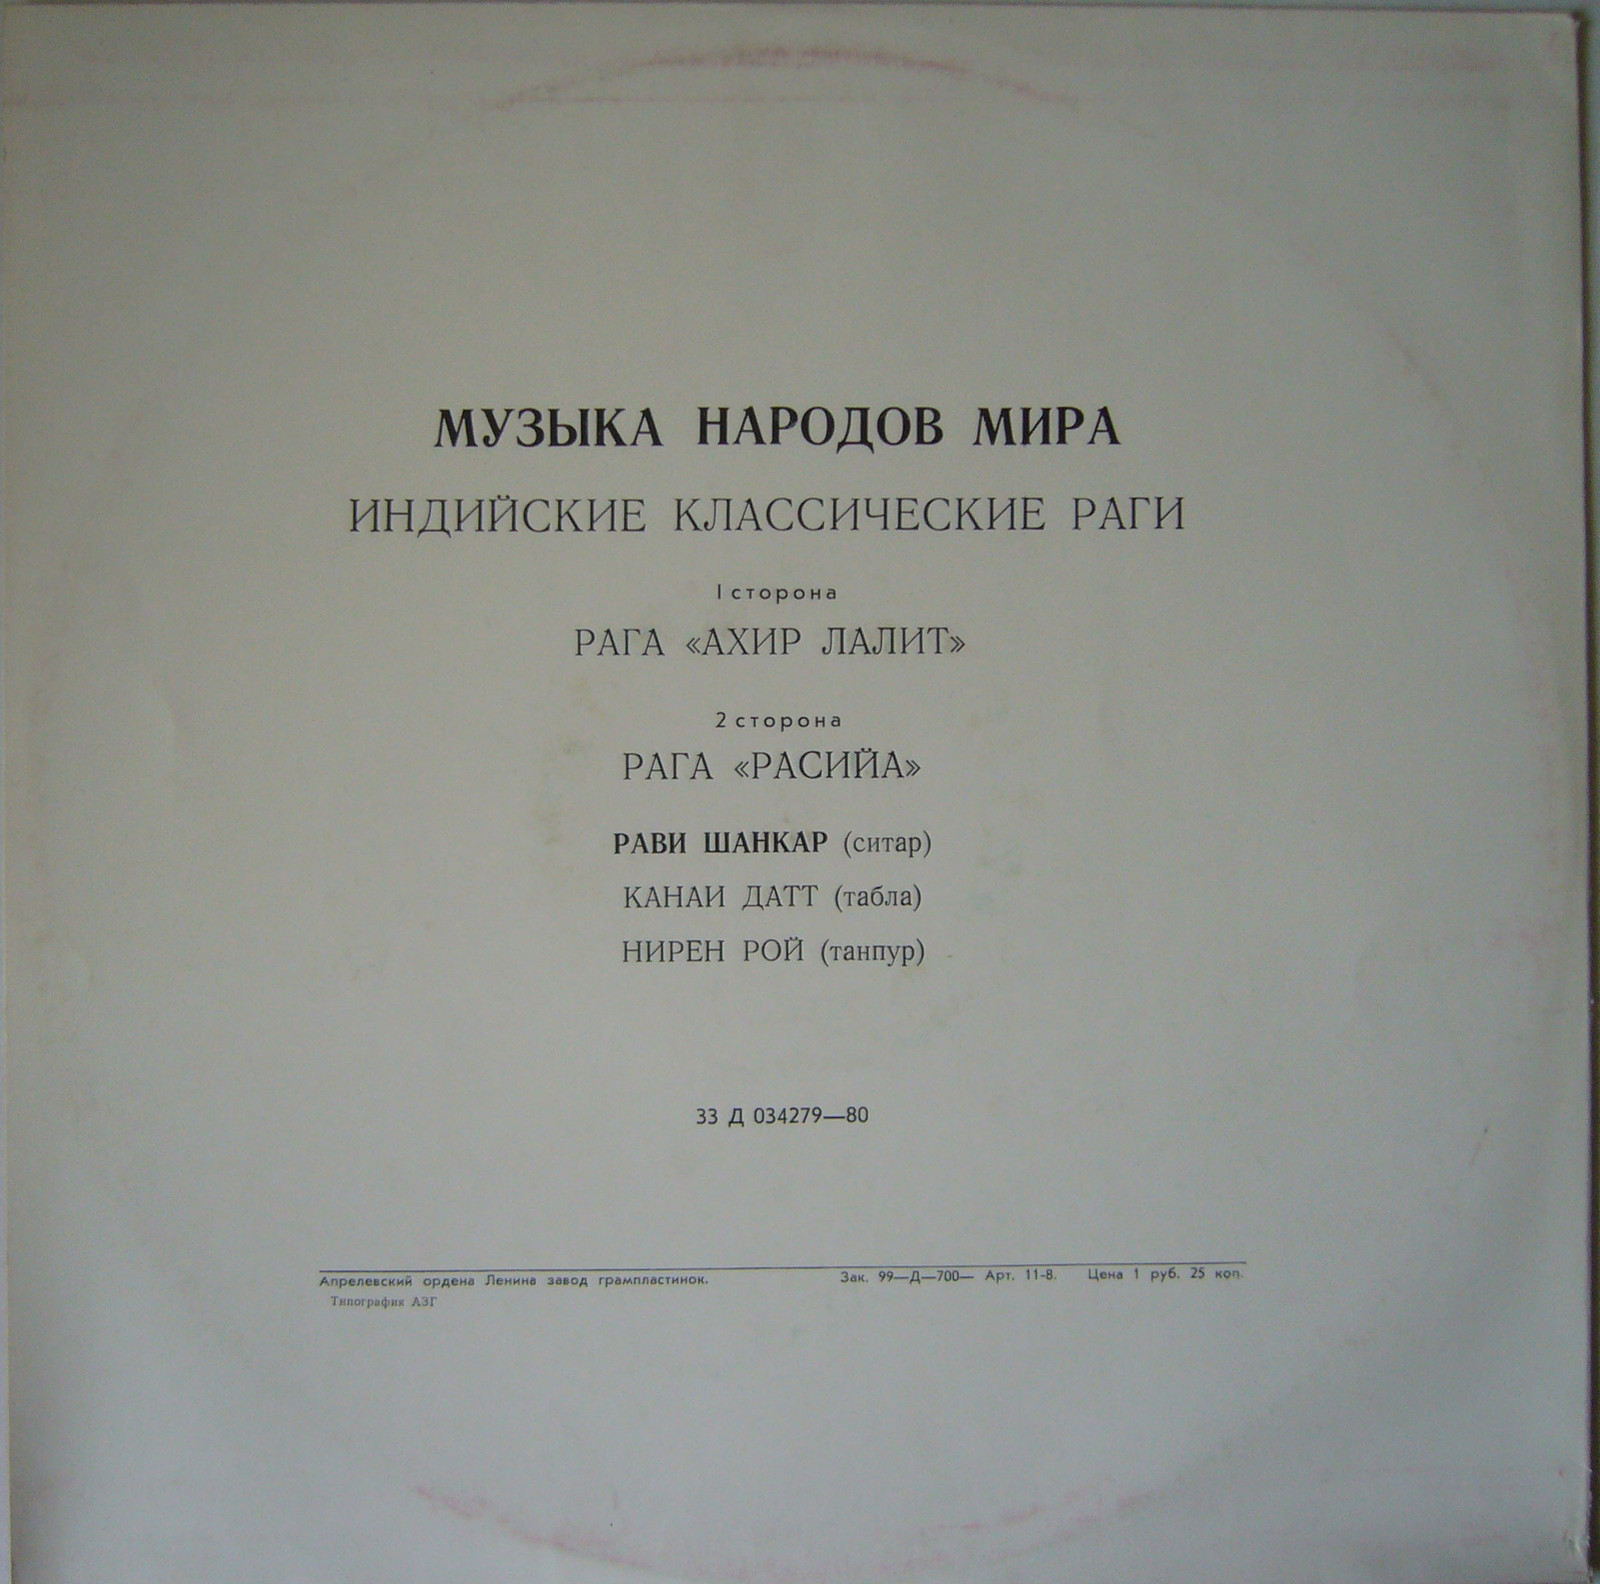 МУЗЫКА НАРОДОВ МИРА
ИНДИЙСКИЕ КЛАССИЧЕСКИЕ РАГИ
1 сторона
РАГА «АХИР ЛАЛИТ»
2 сторона
РАГА «РАСИЙА»
РАВИ ШАНКАР (ситар)
КАНАИ ДАТТ (табла)
НИРЕН РОЙ (танпур)
33 Д 034279—80
Апрелевский ордена Ленина завод грампластинок. Зак. 99—Д—700— Арт. 11-8. Цена 1 руб. 25 коп.
Типография АЗГ